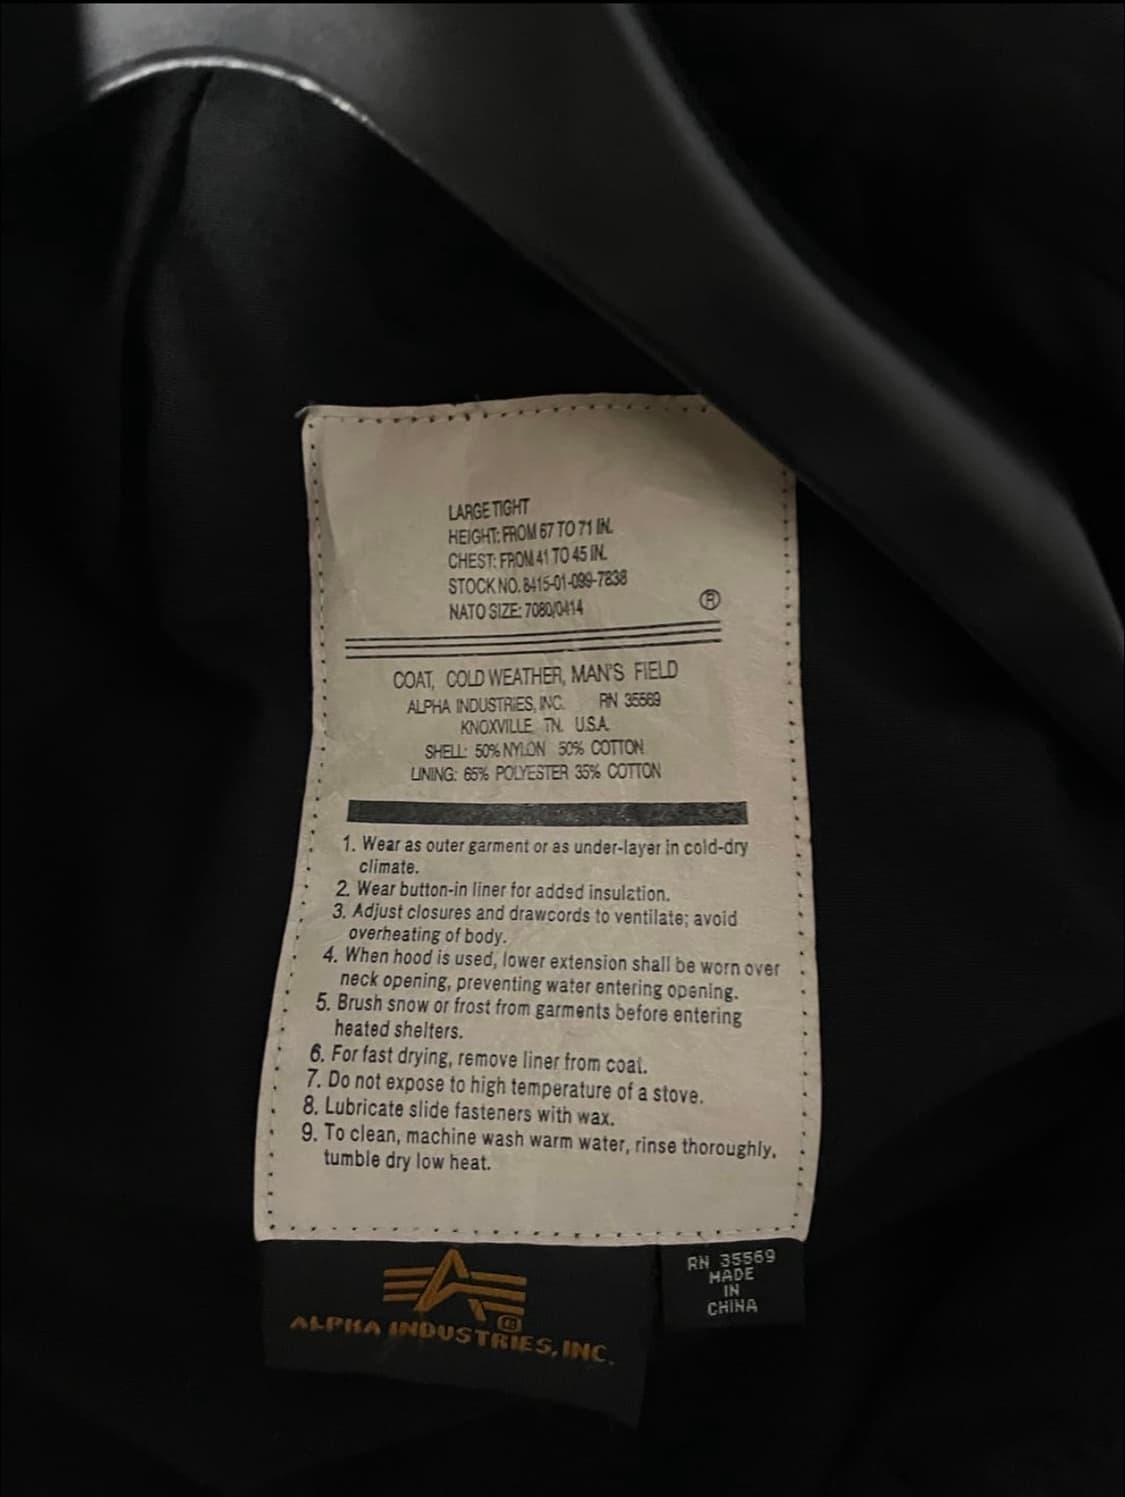 LARGE TIGHT
HEIGHT: FROM 67 TO 71 IN.
CHEST: FROM 41 TO 45 IN.
STOCK NO. 8415-01-099-7838
NATO SIZE: 7080/0414
®
COAT, COLD WEATHER, MAN'S FIELD
ALPHA INDUSTRIES, INC. RN 35569
KNOXVILLE TN. U.S.A.
SHELL: 50% NYLON 50% COTTON
LINING: 65% POLYESTER 35% COTTON
1. Wear as outer garment or as under-layer in cold-dry
climate.
2. Wear button-in liner for added insulation.
3. Adjust closures and drawcords to ventilate; avoid
overheating of body.
4. When hood is used, lower extension shall be worn over
neck opening, preventing water entering opening.
5. Brush snow or frost from garments before entering
heated shelters.
6. For fast drying, remove liner from coat.
7. Do not expose to high temperature of a stove.
8. Lubricate slide fasteners with wax.
9. To clean, machine wash warm water, rinse thoroughly,
tumble dry low heat.
ALPHA INDUSTRIES, INC.
®
RN 35569
MADE
IN
CHINA